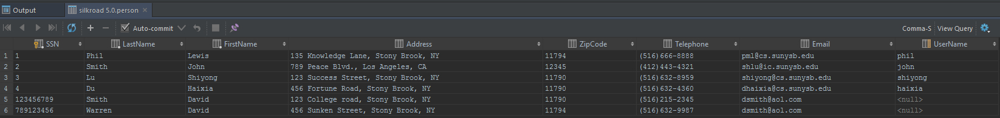 Output silkroad 5.0.person
Auto-commit Comma-S View Query
SSN LastName FirstName Address ZipCode Telephone Email UserName
1 1 Phil Lewis 135 Knowledge Lane, Stony Brook, NY 11794 (516)666-8888 pml@cs.sunysb.edu phil
2 2 Smith John 789 Peace Blvd., Los Angeles, CA 12345 (412)443-4321 shlu@ic.sunysb.edu john
3 3 Lu Shiyong 123 Success Street, Stony Brook, NY 11790 (516)632-8959 shiyong@cs.sunysb.edu shiyong
4 4 Du Haixia 456 Fortune Road, Stony Brook, NY 11790 (516)632-4360 dhaixia@cs.sunysb.edu haixia
5 123456789 Smith David 123 College road, Stony Brook, NY 11790 (516)215-2345 dsmith@aol.com <null>
6 789123456 Warren David 456 Sunken Street, Stony Brook, NY 11794 (516)632-9987 dsmith@aol.com <null>